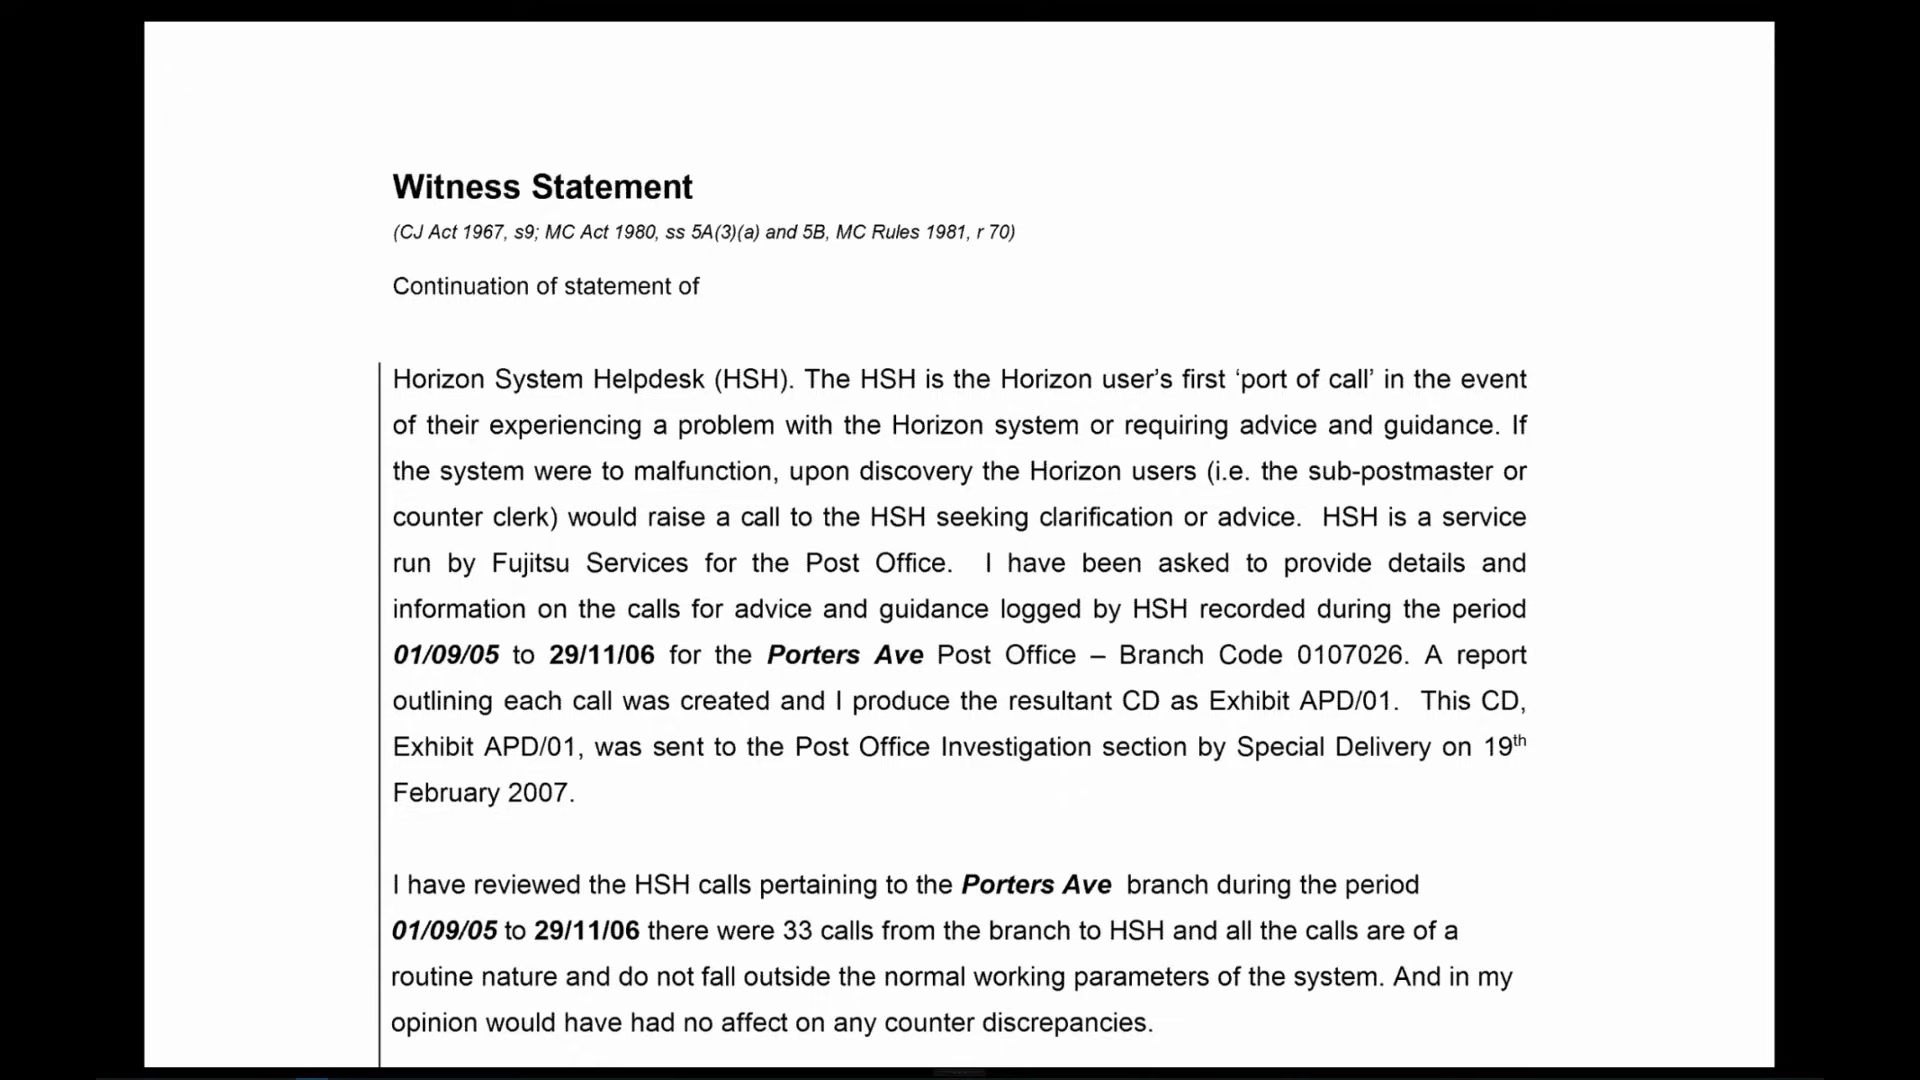 Witness Statement
(CJ Act 1967, s9; MC Act 1980, ss 5A(3)(a) and 5B, MC Rules 1981, r 70)
Continuation of statement of
Horizon System Helpdesk (HSH). The HSH is the Horizon user’s first ‘port of call’ in the event
of their experiencing a problem with the Horizon system or requiring advice and guidance. If
the system were to malfunction, upon discovery the Horizon users (i.e. the sub-postmaster or
counter clerk) would raise a call to the HSH seeking clarification or advice.  HSH is a service
run by Fujitsu Services for the Post Office.  I have been asked to provide details and
information on the calls for advice and guidance logged by HSH recorded during the period
01/09/05 to 29/11/06 for the Porters Ave Post Office – Branch Code 0107026. A report
outlining each call was created and I produce the resultant CD as Exhibit APD/01.  This CD,
Exhibit APD/01, was sent to the Post Office Investigation section by Special Delivery on 19th
February 2007.
I have reviewed the HSH calls pertaining to the Porters Ave  branch during the period
01/09/05 to 29/11/06 there were 33 calls from the branch to HSH and all the calls are of a
routine nature and do not fall outside the normal working parameters of the system. And in my
opinion would have had no affect on any counter discrepancies.